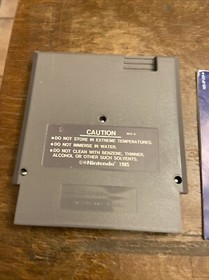 CAUTION
●DO NOT STORE IN EXTREME TEMPERATURES.
●DO NOT IMMERSE IN WATER.
●DO NOT CLEAN WITH BENZENE, THINNER,
ALCOHOL OR OTHER SUCH SOLVENTS.
©Nintendo 1985